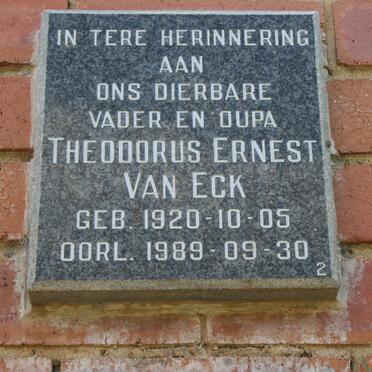 IN TERE HERINNERING
AAN
ONS DIERBARE
VADER EN OUPA
THEODORUS ERNEST
VAN ECK
GEB. 1920-10-05
OORL. 1989-09-30
2